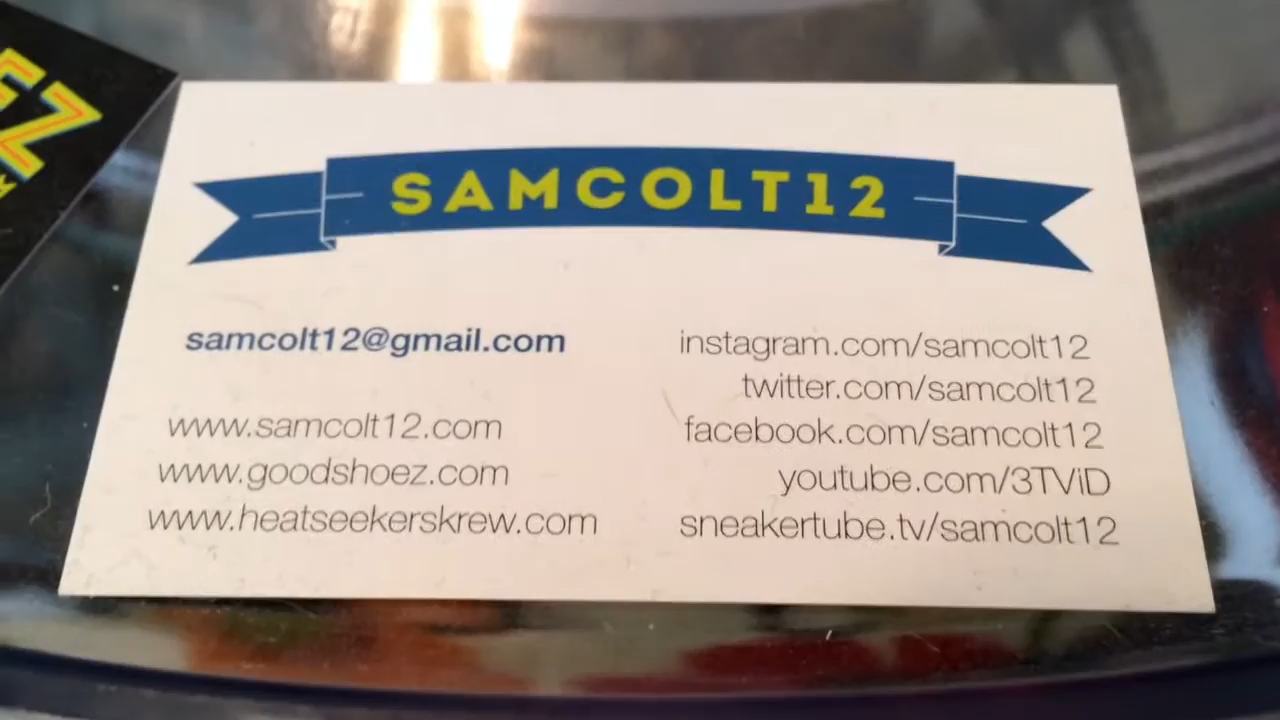 EZ
SAMCOLT12
samcolt12@gmail.com
www.samcolt12.com
www.goodshoez.com
www.heatseekerskrew.com
instagram.com/samcolt12
twitter.com/samcolt12
facebook.com/samcolt12
youtube.com/3TViD
sneakertube.tv/samcolt12